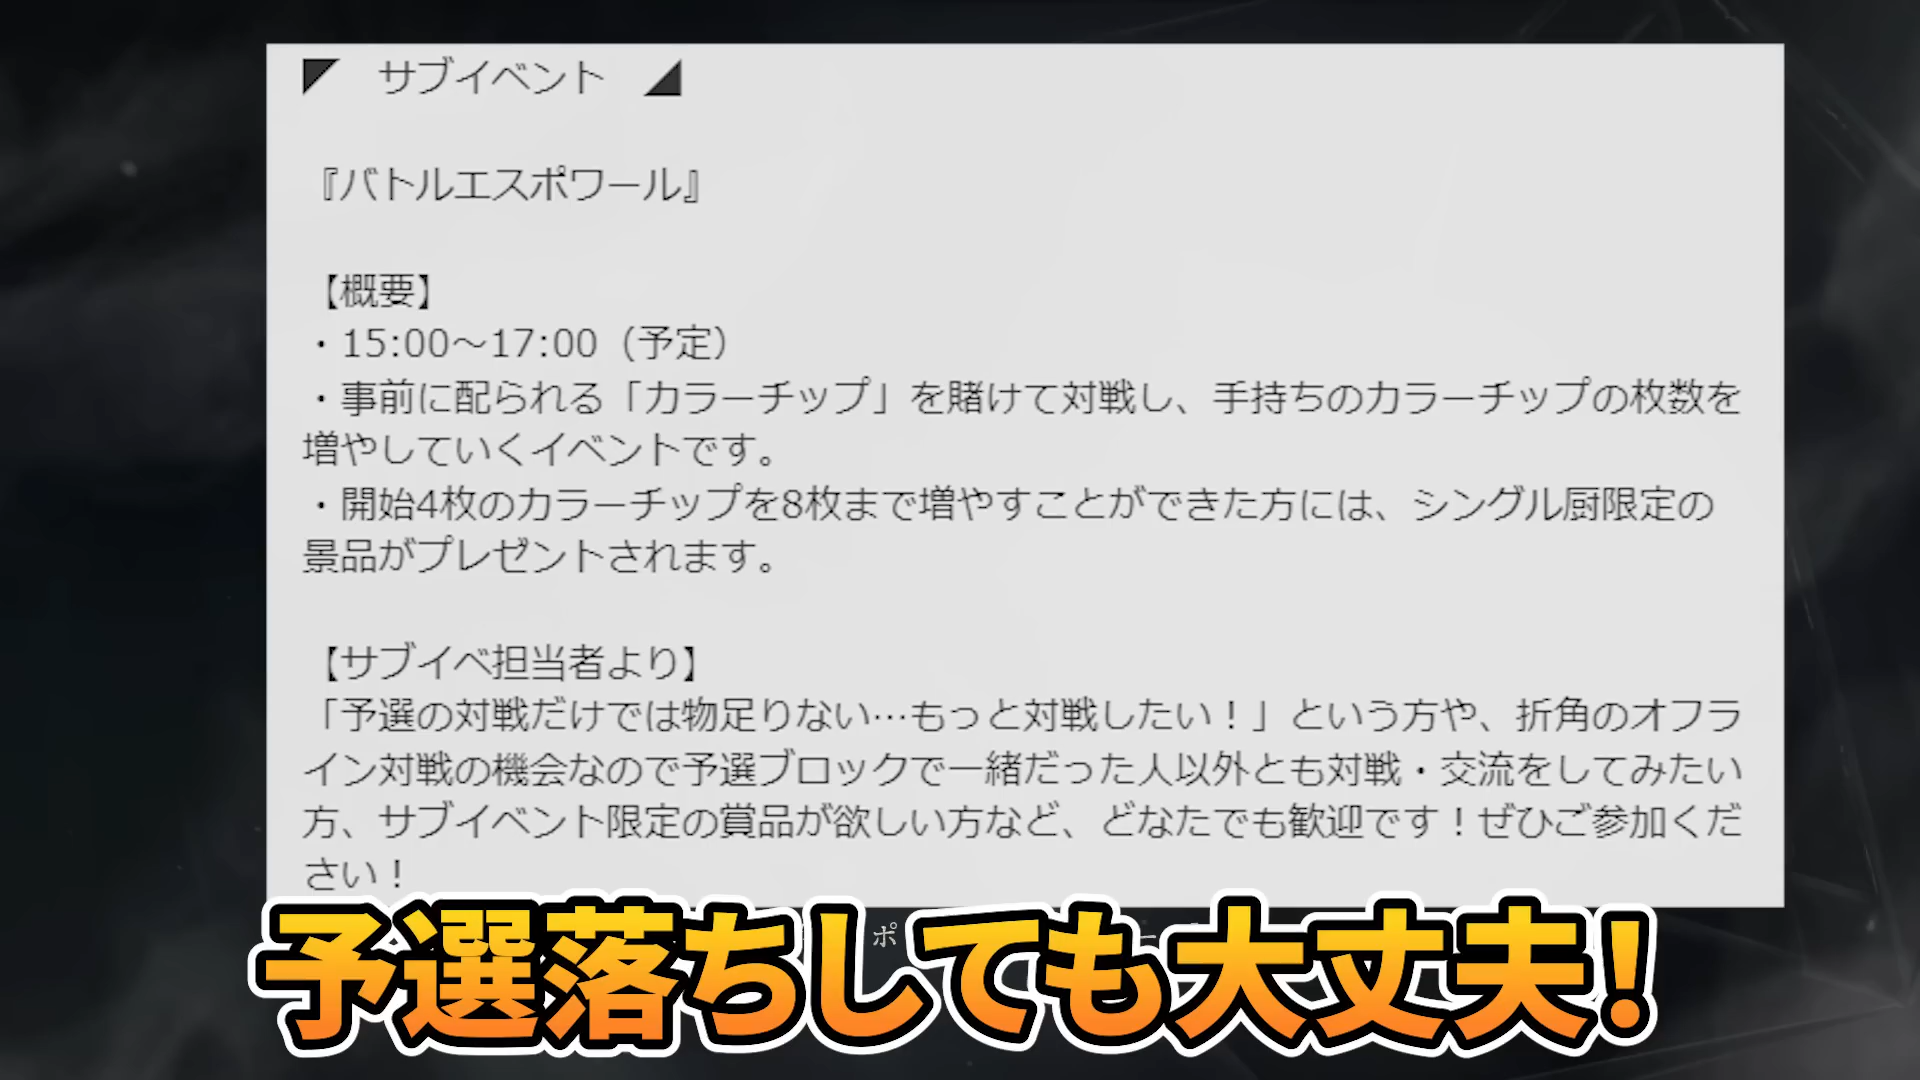 ◤　サブイベント　◢
『バトルエスポワール』
【概要】
・15:00～17:00（予定）
・事前に配られる「カラーチップ」を賭けて対戦し、手持ちのカラーチップの枚数を
増やしていくイベントです。
・開始4枚のカラーチップを8枚まで増やすことができた方には、シングル厨限定の
景品がプレゼントされます。
【サブイベ担当者より】
「予選の対戦だけでは物足りない…もっと対戦したい！」という方や、折角のオフラ
イン対戦の機会なので予選ブロックで一緒だった人以外とも対戦・交流をしてみたい
方、サブイベント限定の賞品が欲しい方など、どなたでも歓迎です！ぜひご参加くだ
さい！
ポ
予選落ちしても大丈夫！